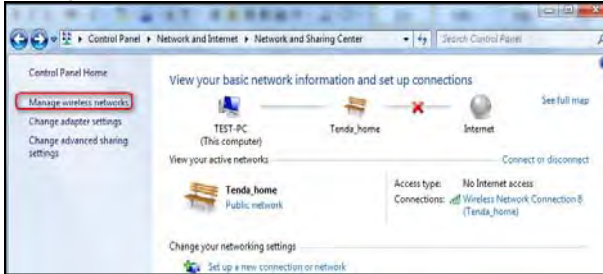 Control Panel ▸ Network and Internet ▸ Network and Sharing Center
Search Control Panel
Control Panel Home
Manage wireless networks
Change adapter settings
Change advanced sharing
settings
View your basic network information and set up connections
See full map
TEST-PC
(This computer)
Tenda_home
Internet
View your active networks
Connect or disconnect
Tenda_home
Public network
Access type: No Internet access
Connections: Wireless Network Connection 8
(Tenda_home)
Change your networking settings
Set up a new connection or network